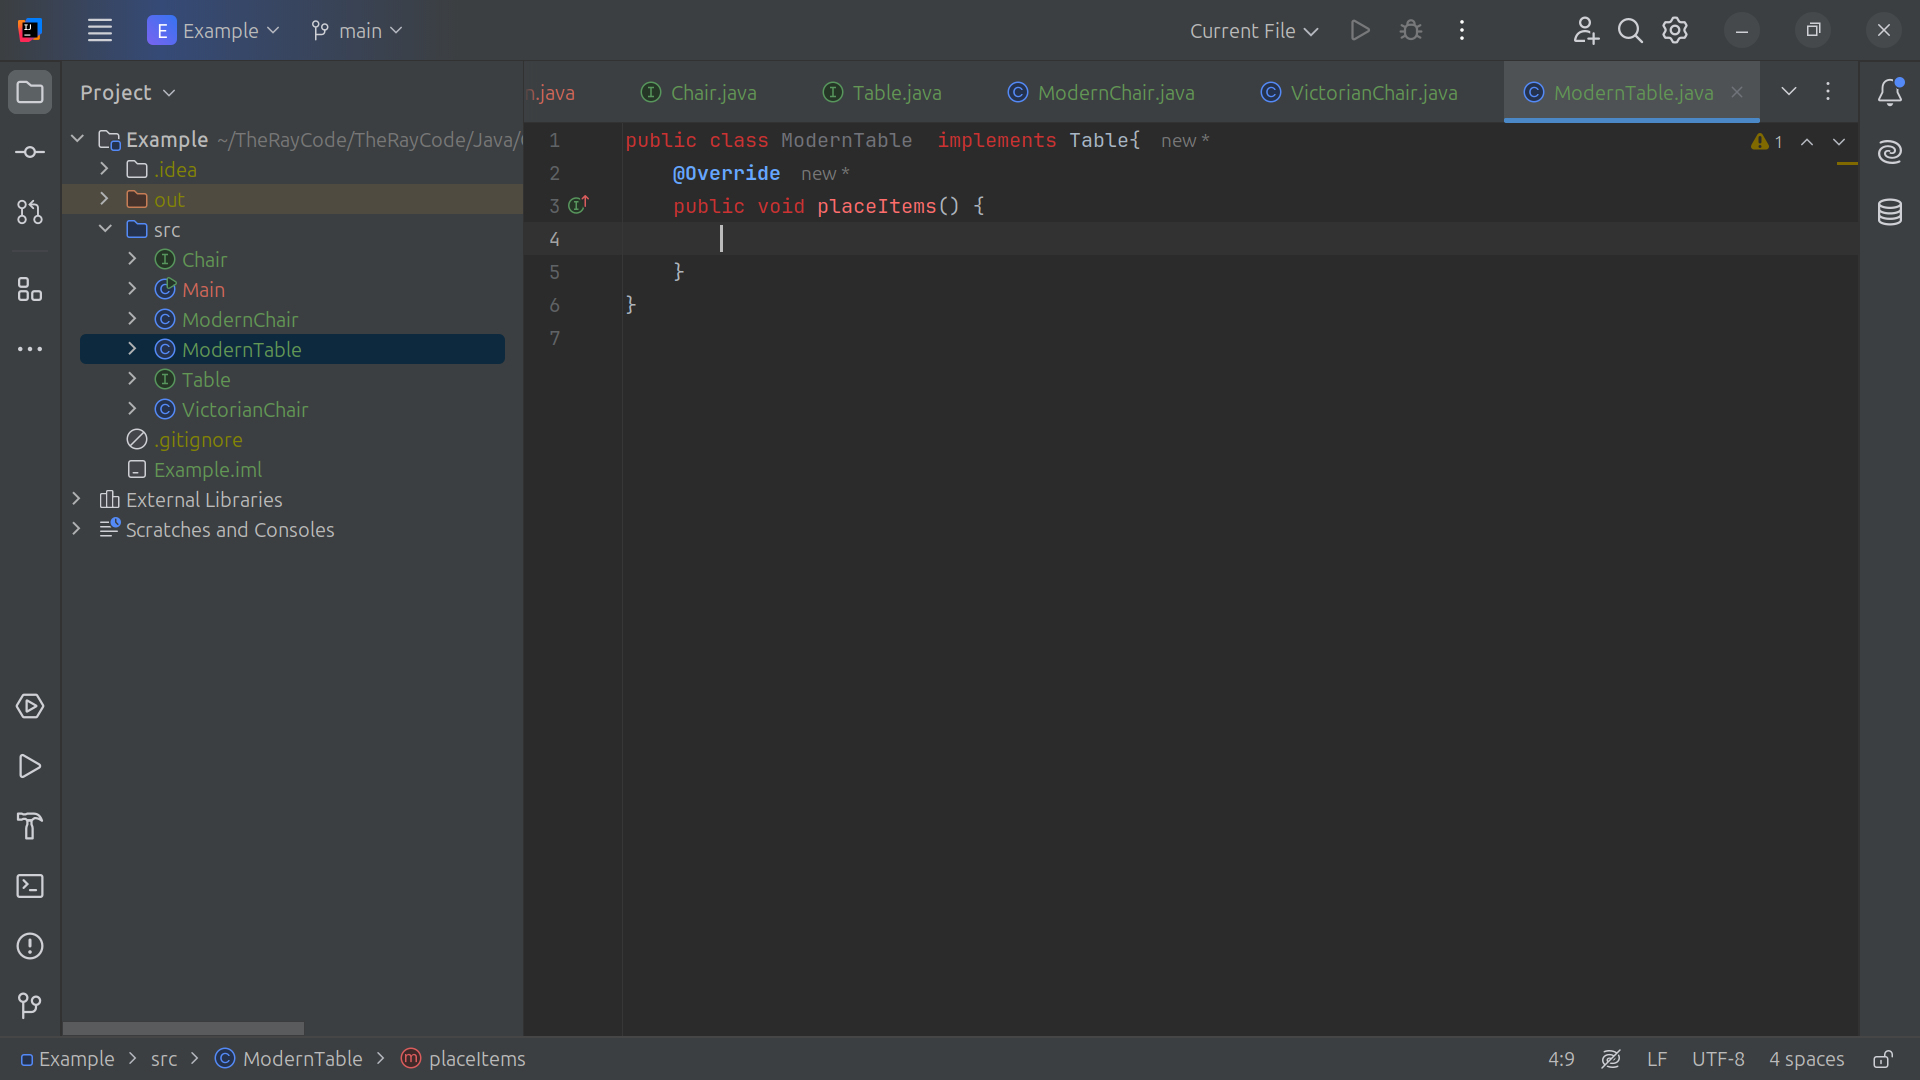 E Example main Current File
Project
n.java Chair.java Table.java ModernChair.java VictorianChair.java ModernTable.java
Example ~/TheRayCode/TheRayCode/Java/
.idea
out
src
Chair
Main
ModernChair
ModernTable
Table
VictorianChair
.gitignore
Example.iml
External Libraries
Scratches and Consoles
1 public class ModernTable implements Table{ new *
2 @Override new *
3 public void placeItems() {
4
5 }
6 }
7
1
Example > src > ModernTable > placeItems
4:9 LF UTF-8 4 spaces